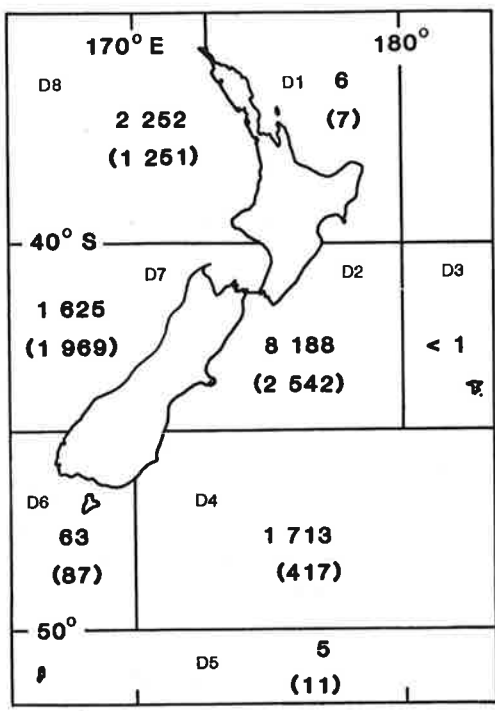 170° E
180°
D8
D1
6
(7)
2 252
(1 251)
40° S
D7
D2
D3
1 625
(1 969)
8 188
(2 542)
< 1
D6
D4
63
(87)
1 713
(417)
50°
D5
5
(11)